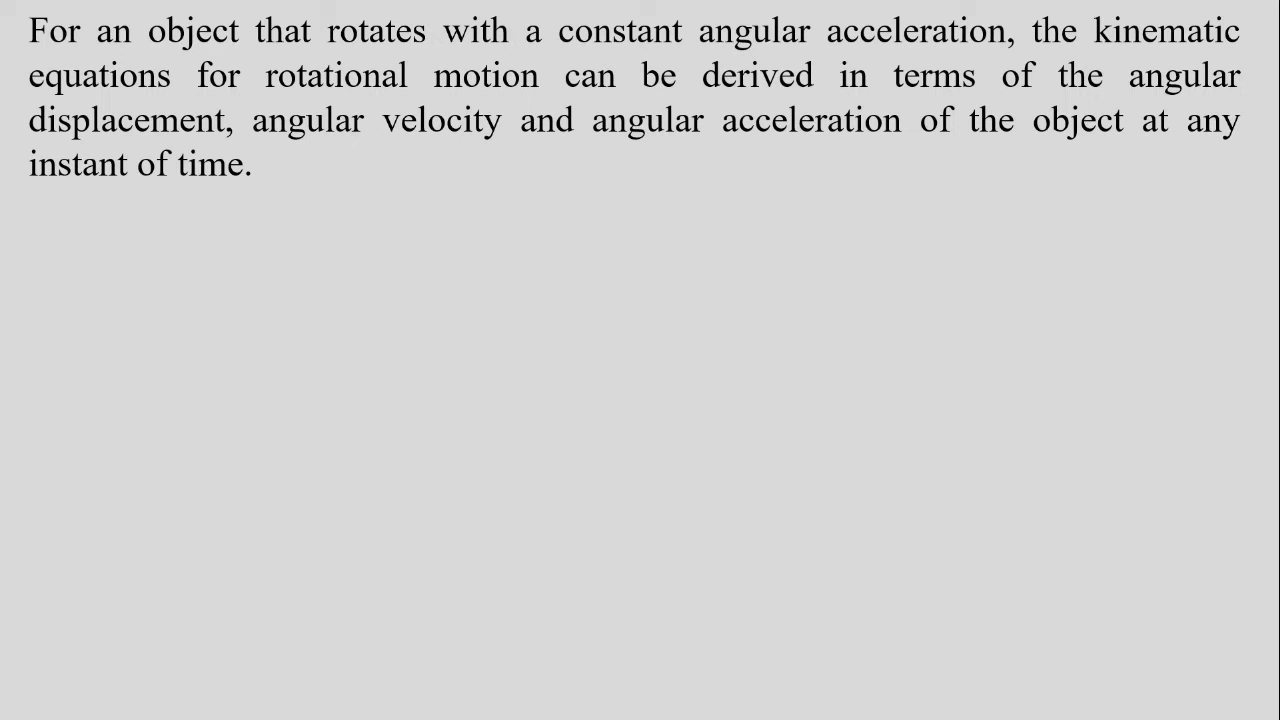 For an object that rotates with a constant angular acceleration, the kinematic
equations for rotational motion can be derived in terms of the angular
displacement, angular velocity and angular acceleration of the object at any
instant of time.